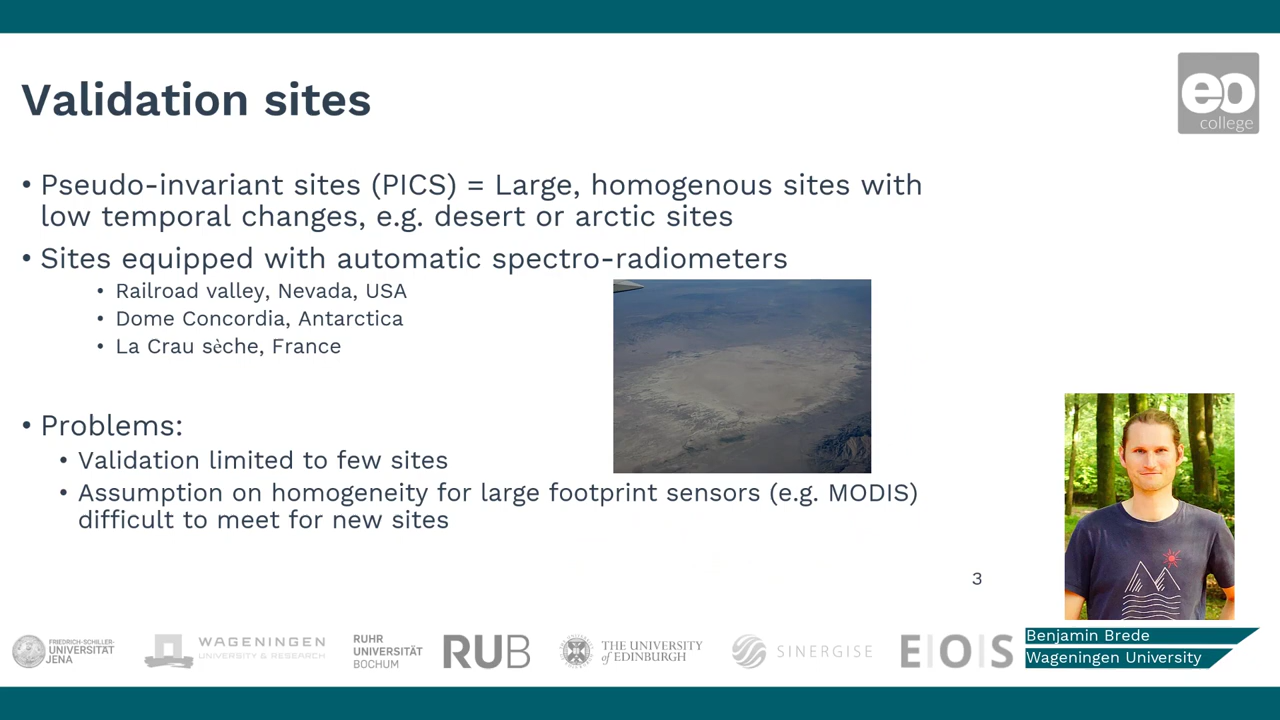 Validation sites
eo
college
• Pseudo-invariant sites (PICS) = Large, homogenous sites with
low temporal changes, e.g. desert or arctic sites
• Sites equipped with automatic spectro-radiometers
• Railroad valley, Nevada, USA
• Dome Concordia, Antarctica
• La Crau sèche, France
• Problems:
• Validation limited to few sites
• Assumption on homogeneity for large footprint sensors (e.g. MODIS)
difficult to meet for new sites
3
Benjamin Brede
Wageningen University
FRIEDRICH-SCHILLER-
UNIVERSITÄT
JENA
WAGENINGEN
UNIVERSITY & RESEARCH
RUHR
UNIVERSITÄT
BOCHUM
RUB
THE UNIVERSITY
of EDINBURGH
SINERGISE
E|O|S